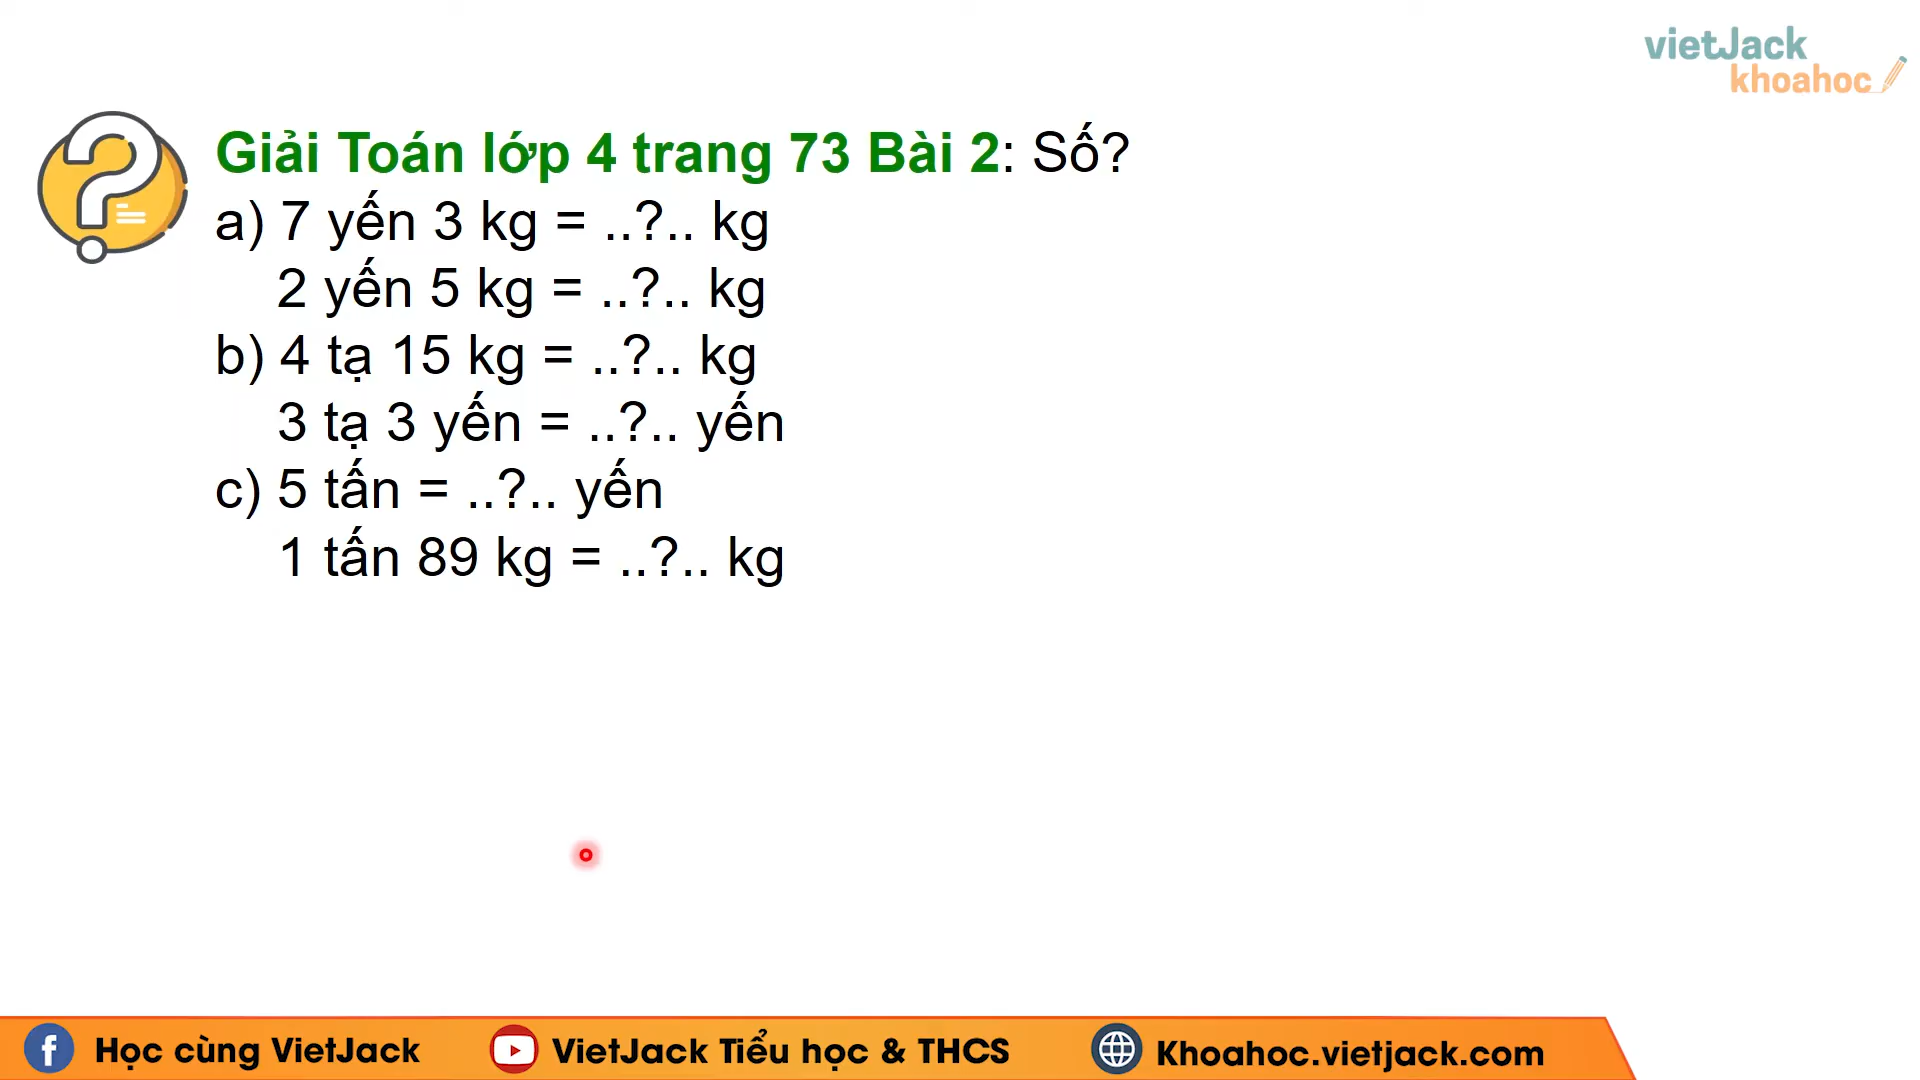 vietJack
khoahoc
Giải Toán lớp 4 trang 73 Bài 2: Số?
a) 7 yến 3 kg = ..?.. kg
2 yến 5 kg = ..?.. kg
b) 4 tạ 15 kg = ..?.. kg
3 tạ 3 yến = ..?.. yến
c) 5 tấn = ..?.. yến
1 tấn 89 kg = ..?.. kg
Học cùng VietJack VietJack Tiểu học & THCS Khoahoc.vietjack.com